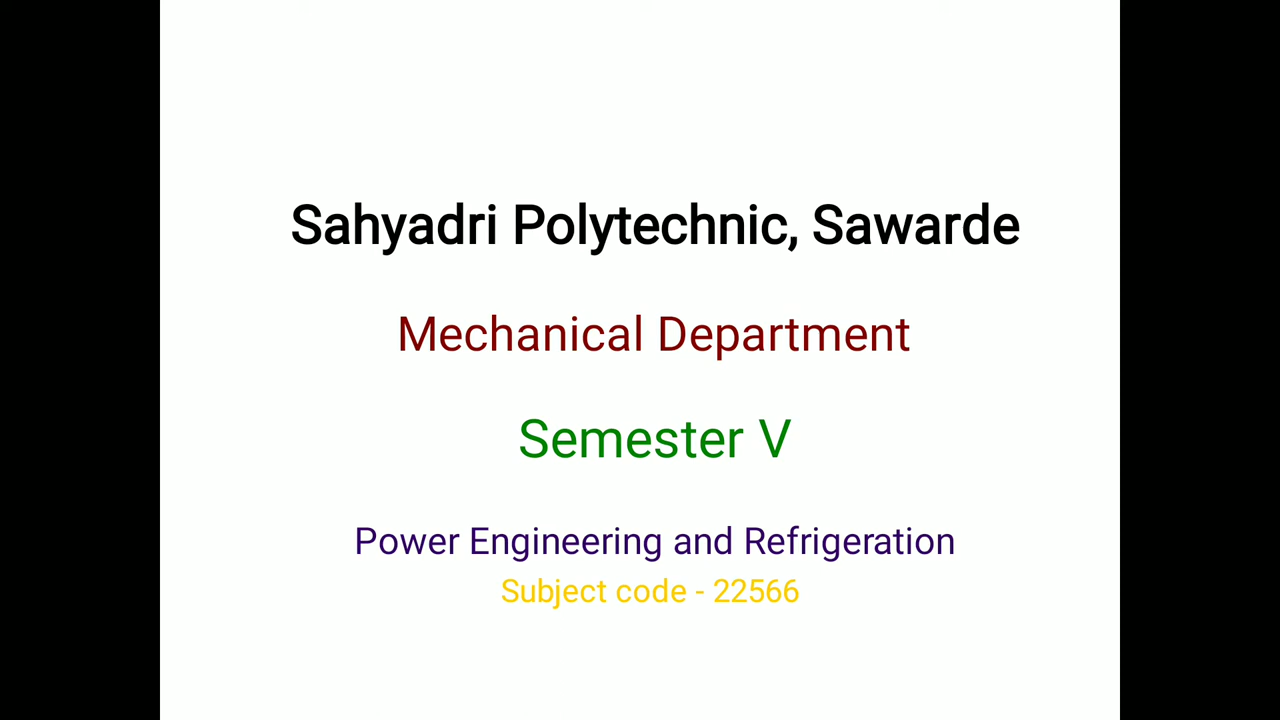 Sahyadri Polytechnic, Sawarde
Mechanical Department
Semester V
Power Engineering and Refrigeration
Subject code - 22566